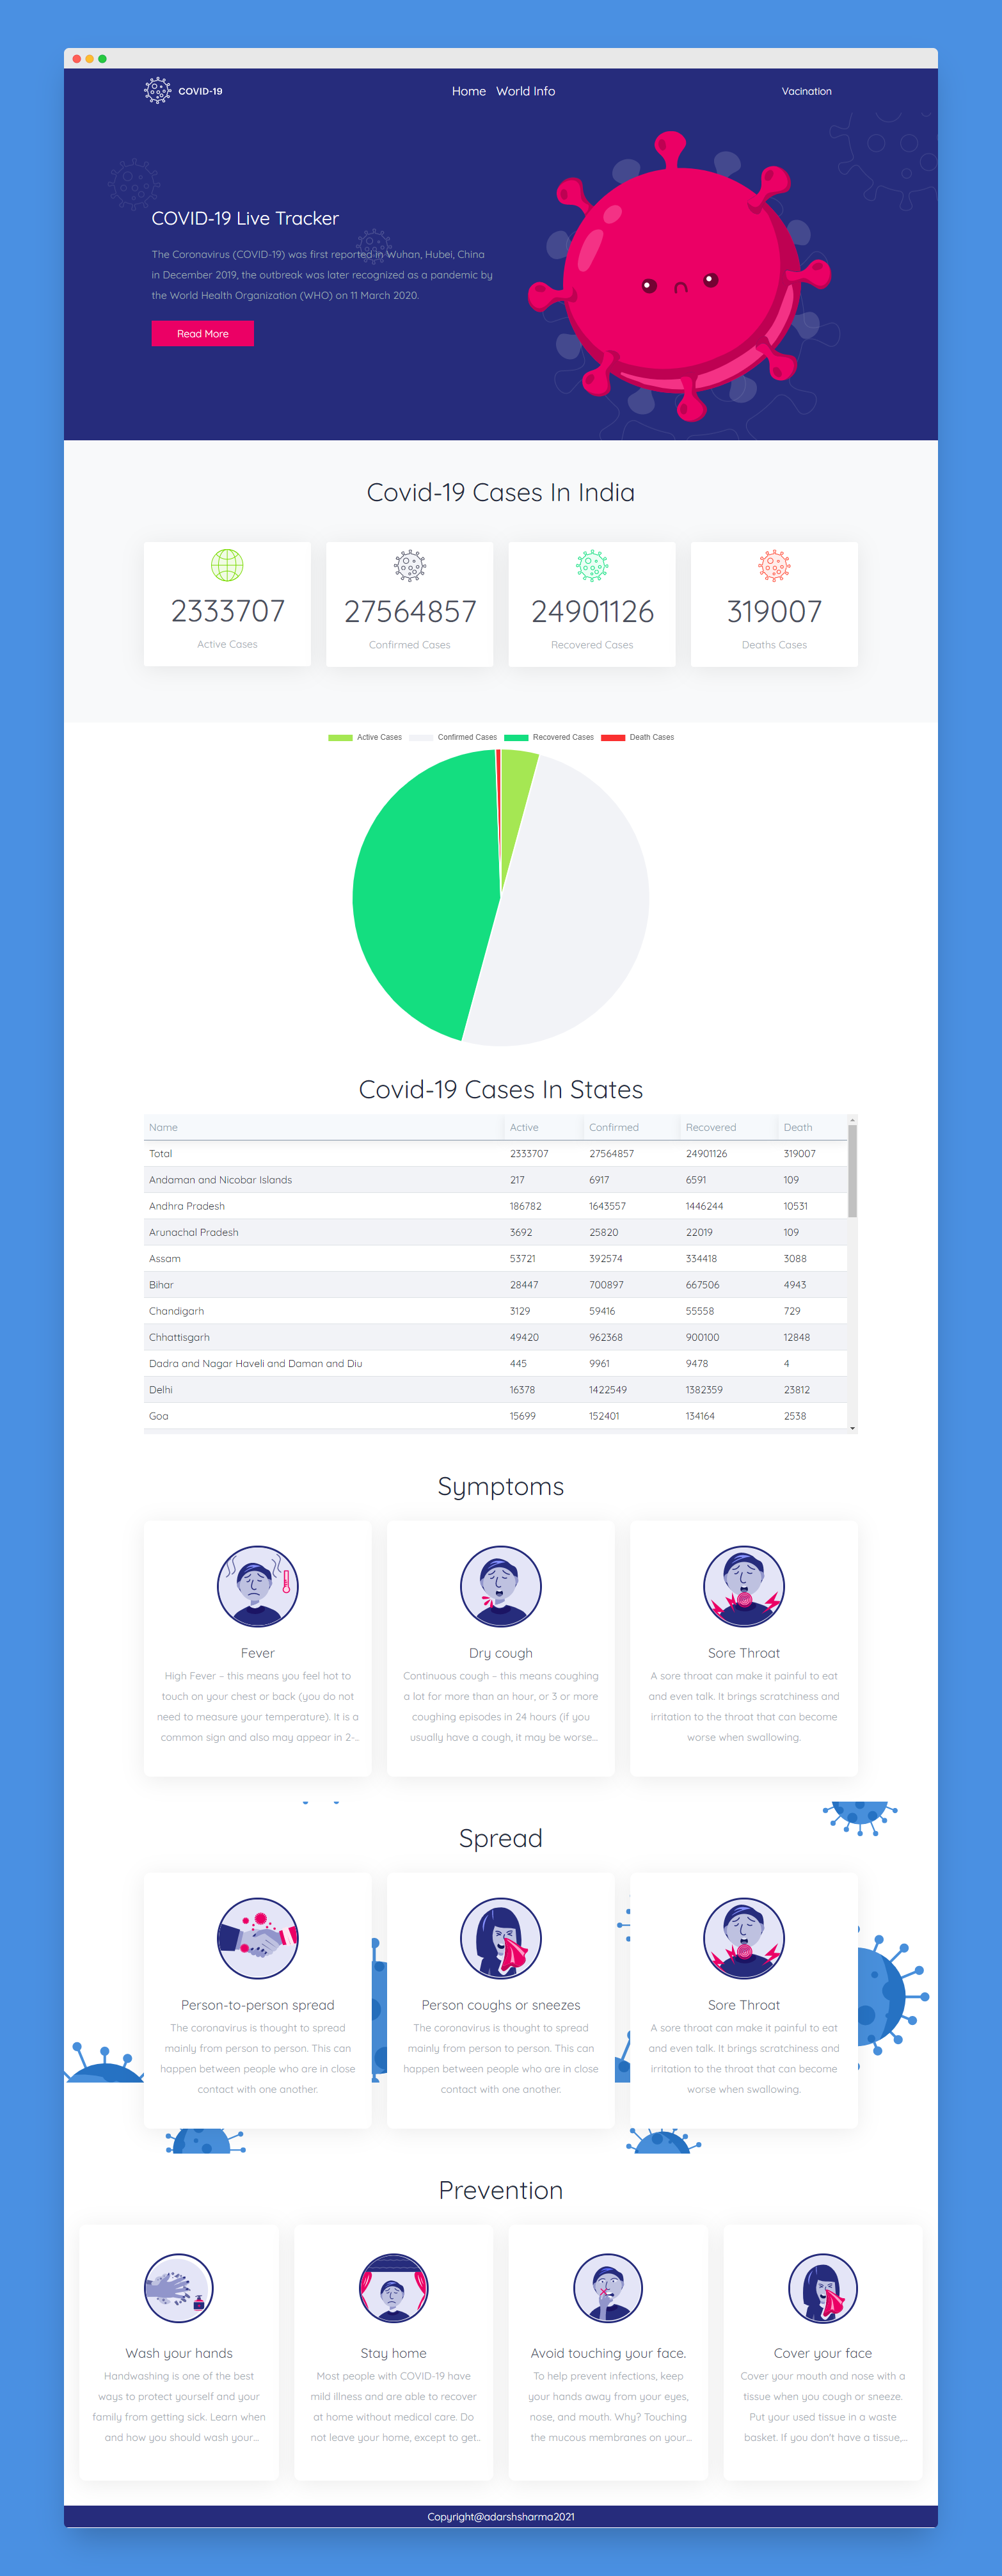 COVID-19
Home World Info
Vacination
COVID-19 Live Tracker
The Coronavirus (COVID-19) was first reported in Wuhan, Hubei, China
in December 2019, the outbreak was later recognized as a pandemic by
the World Health Organization (WHO) on 11 March 2020.
Read More
Covid-19 Cases In India
2333707
Active Cases
27564857
Confirmed Cases
24901126
Recovered Cases
319007
Deaths Cases
Active Cases Confirmed Cases Recovered Cases Death Cases
Covid-19 Cases In States
Name Active Confirmed Recovered Death
Total 2333707 27564857 24901126 319007
Andaman and Nicobar Islands 217 6917 6591 109
Andhra Pradesh 186782 1643557 1446244 10531
Arunachal Pradesh 3692 25820 22019 109
Assam 53721 392574 334418 3088
Bihar 28447 700897 667506 4943
Chandigarh 3129 59416 55558 729
Chhattisgarh 49420 962368 900100 12848
Dadra and Nagar Haveli and Daman and Diu 445 9961 9478 4
Delhi 16378 1422549 1382359 23812
Goa 15699 152401 134164 2538
Symptoms
Fever
High Fever – this means you feel hot to
touch on your chest or back (you do not
need to measure your temperature). It is a
common sign and also may appear in 2-..
Dry cough
Continuous cough – this means coughing
a lot for more than an hour, or 3 or more
coughing episodes in 24 hours (if you
usually have a cough, it may be worse...
Sore Throat
A sore throat can make it painful to eat
and even talk. It brings scratchiness and
irritation to the throat that can become
worse when swallowing.
Spread
Person-to-person spread
The coronavirus is thought to spread
mainly from person to person. This can
happen between people who are in close
contact with one another.
Person coughs or sneezes
The coronavirus is thought to spread
mainly from person to person. This can
happen between people who are in close
contact with one another.
Sore Throat
A sore throat can make it painful to eat
and even talk. It brings scratchiness and
irritation to the throat that can become
worse when swallowing.
Prevention
Wash your hands
Handwashing is one of the best
ways to protect yourself and your
family from getting sick. Learn when
and how you should wash your...
Stay home
Most people with COVID-19 have
mild illness and are able to recover
at home without medical care. Do
not leave your home, except to get..
Avoid touching your face.
To help prevent infections, keep
your hands away from your eyes,
nose, and mouth. Why? Touching
the mucous membranes on your...
Cover your face
Cover your mouth and nose with a
tissue when you cough or sneeze.
Put your used tissue in a waste
basket. If you don't have a tissue,...
Copyright@adarshsharma2021